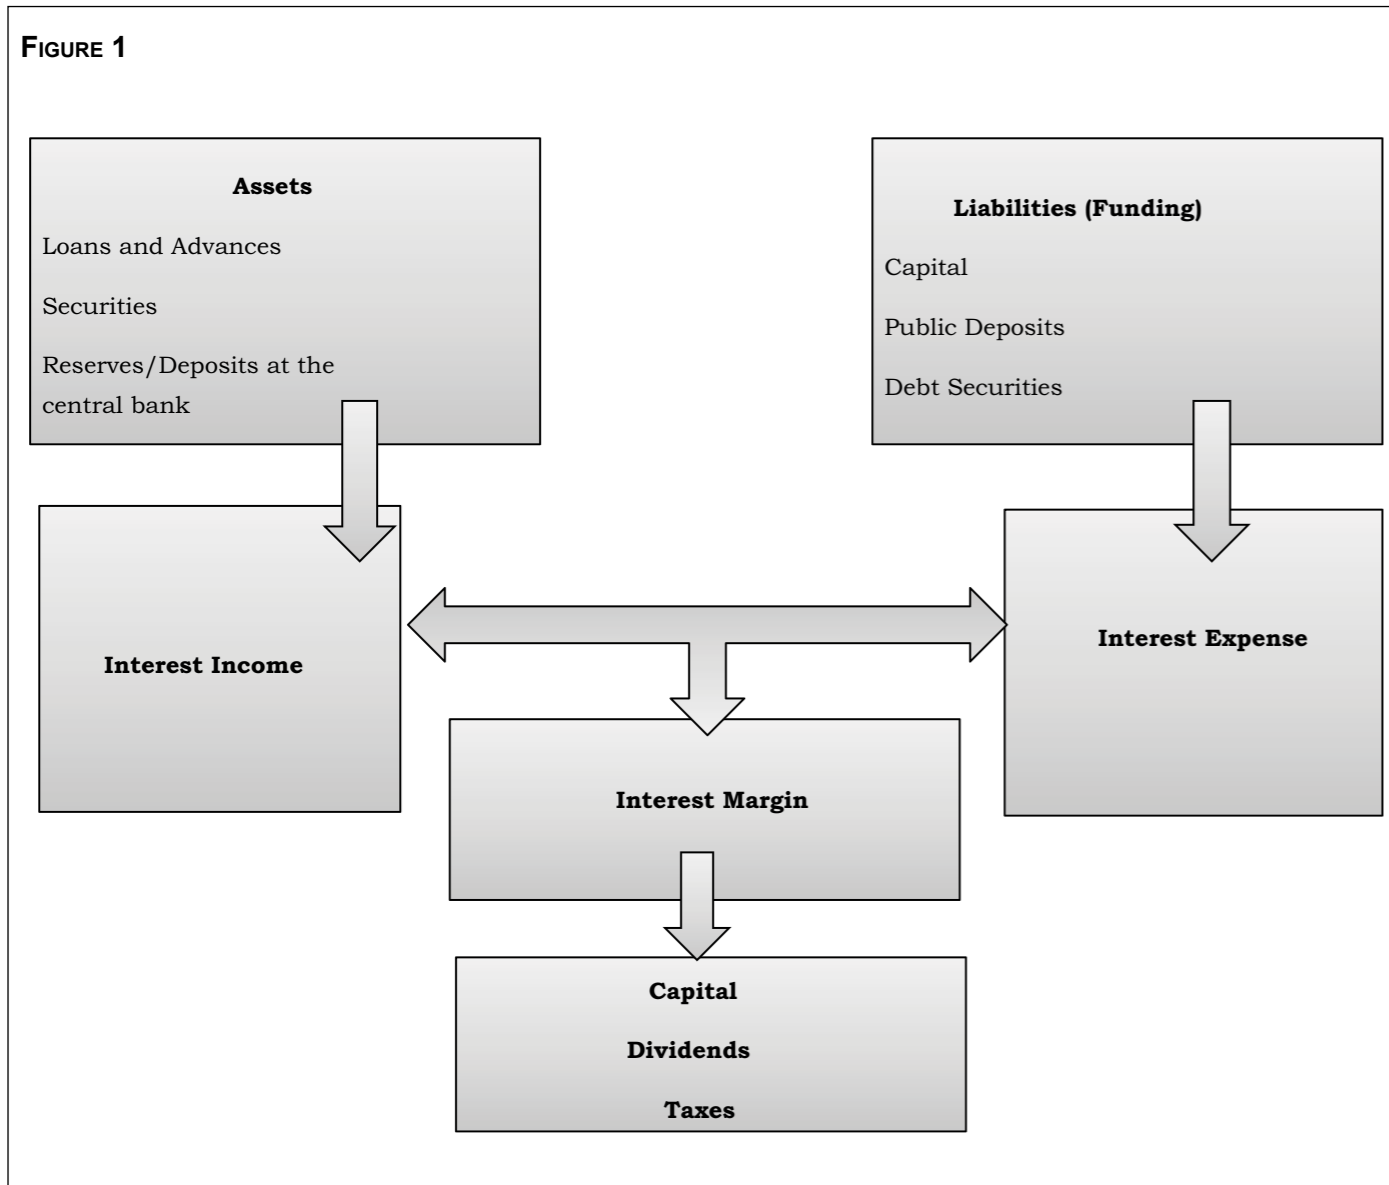 FIGURE 1
Assets
Loans and Advances
Securities
Reserves/Deposits at the
central bank
Liabilities (Funding)
Capital
Public Deposits
Debt Securities
Interest Income
Interest Expense
Interest Margin
Capital
Dividends
Taxes